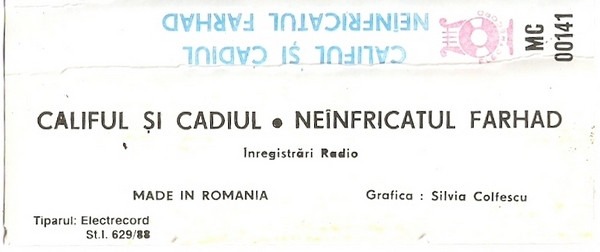 NEÎNFRICATUL FARHAD
CALIFUL ȘI CADIUL
MC
00141
CALIFUL ȘI CADIUL ● NEÎNFRICATUL FARHAD
Inregistrări Radio
MADE IN ROMANIA
Grafica : Silvia Colfescu
Tiparul: Electrecord
St.I. 629/88